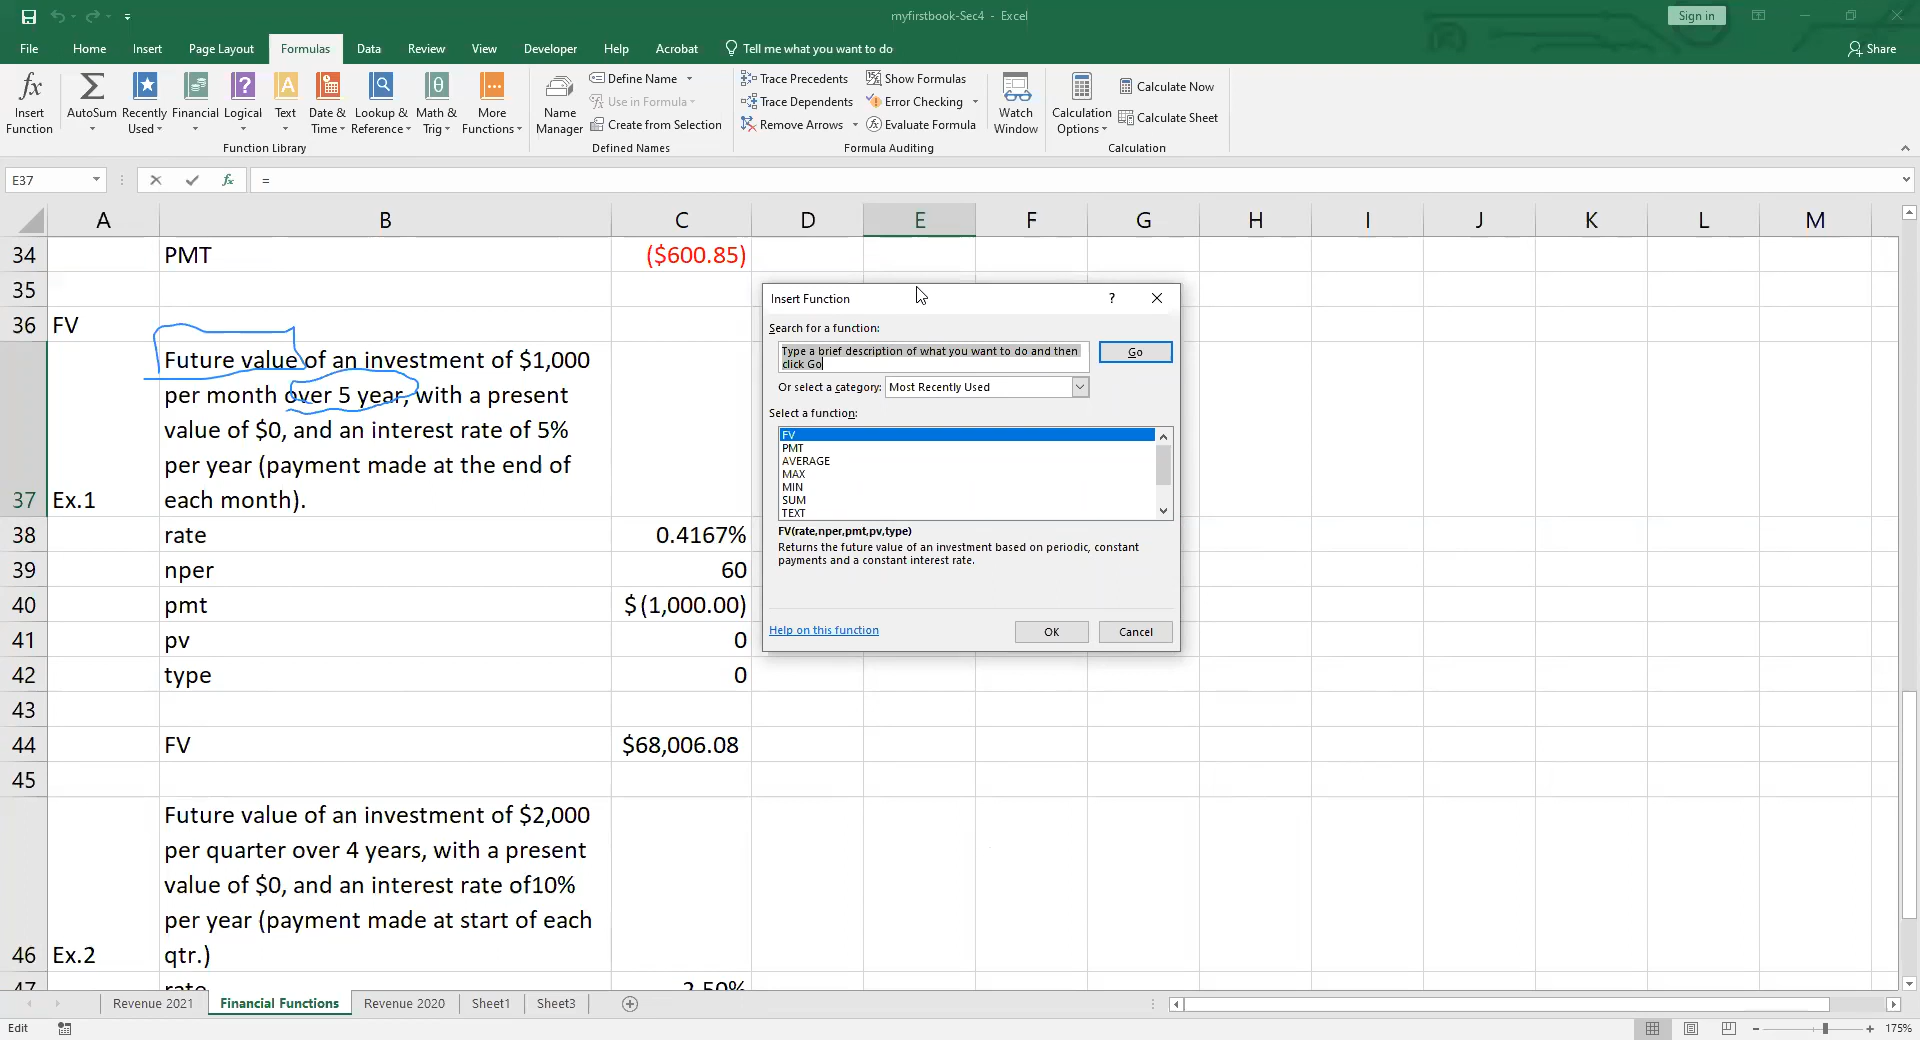 myfirstbook-Sec4 - Excel
Sign in
File Home Insert Page Layout Formulas Data Review View Developer Help Acrobat Tell me what you want to do Share
Insert Function
AutoSum
Recently Used
Financial
Logical
Text
Date & Time
Lookup & Reference
Math & Trig
More Functions
Function Library
Name Manager
Define Name
Use in Formula
Create from Selection
Defined Names
Trace Precedents
Trace Dependents
Remove Arrows
Show Formulas
Error Checking
Evaluate Formula
Formula Auditing
Watch Window
Calculation Options
Calculate Now
Calculate Sheet
Calculation
E37 fx =
A B C D E F G H I J K L M
34 PMT ($600.85)
35
36 FV
Future value of an investment of $1,000
per month over 5 year, with a present
value of $0, and an interest rate of 5%
per year (payment made at the end of
37 Ex.1 each month).
38 rate 0.4167%
39 nper 60
40 pmt $(1,000.00)
41 pv 0
42 type 0
43
44 FV $68,006.08
45
Future value of an investment of $2,000
per quarter over 4 years, with a present
value of $0, and an interest rate of10%
per year (payment made at start of each
46 Ex.2 qtr.)
47 rate 2.50%
Insert Function ?
Search for a function:
Type a brief description of what you want to do and then
click Go
Go
Or select a category: Most Recently Used
Select a function:
FV
PMT
AVERAGE
MAX
MIN
SUM
TEXT
FV(rate,nper,pmt,pv,type)
Returns the future value of an investment based on periodic, constant
payments and a constant interest rate.
Help on this function OK Cancel
Revenue 2021 Financial Functions Revenue 2020 Sheet1 Sheet3
Edit 175%